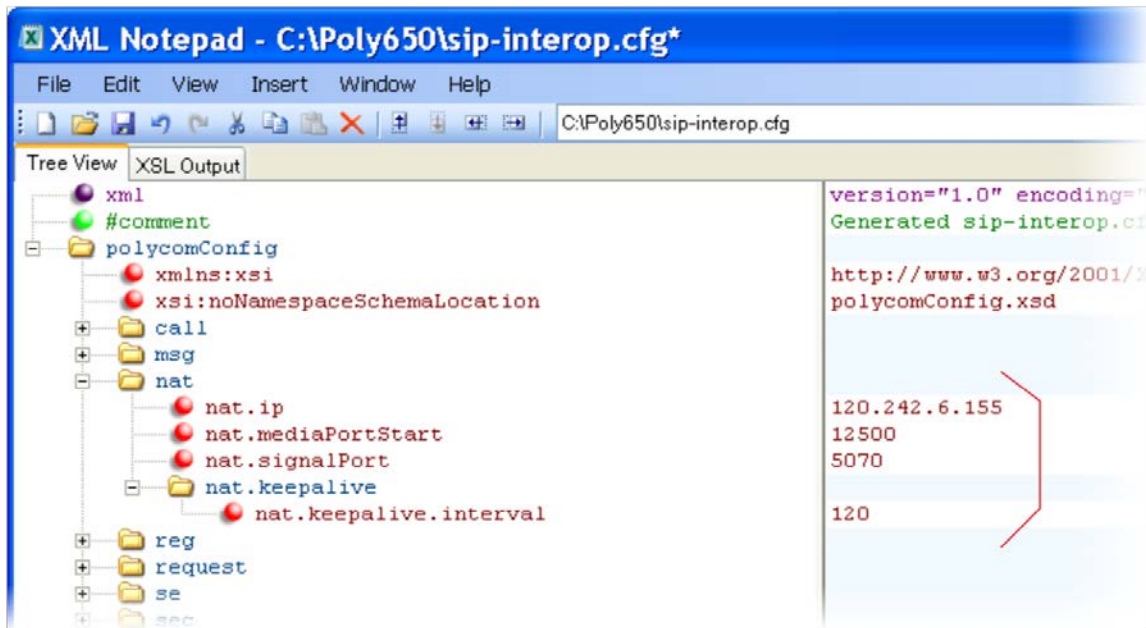 XML Notepad - C:\Poly650\sip-interop.cfg*
File Edit View Insert Window Help
C:\Poly650\sip-interop.cfg
Tree View XSL Output
xml version="1.0" encoding="
#comment Generated sip-interop.cf
polycomConfig
xmlns:xsi http://www.w3.org/2001/
xsi:noNamespaceSchemaLocation polycomConfig.xsd
call
msg
nat
nat.ip 120.242.6.155
nat.mediaPortStart 12500
nat.signalPort 5070
nat.keepalive
nat.keepalive.interval 120
reg
request
se
sec